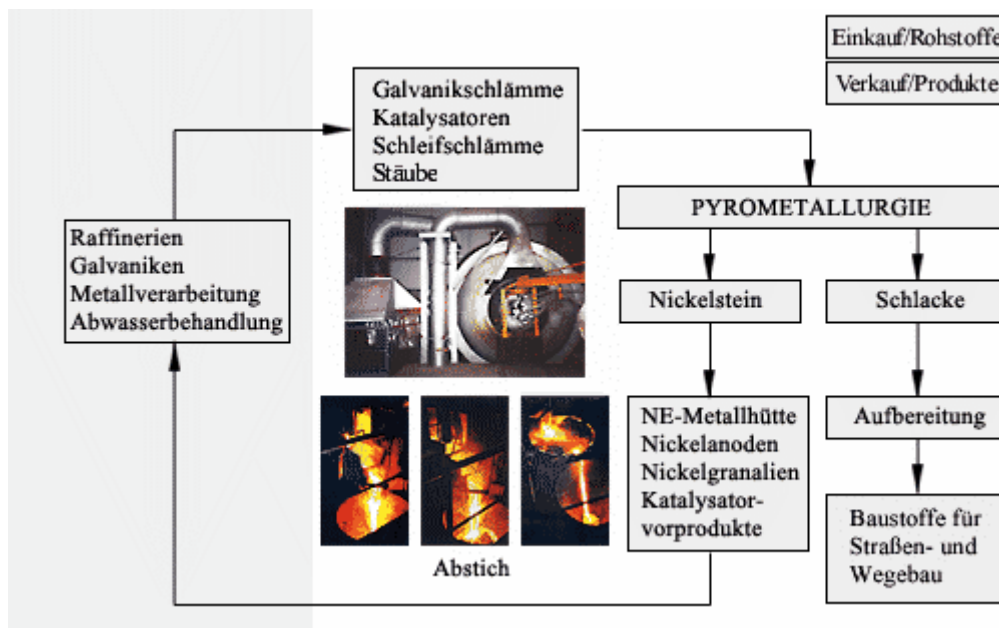 Einkauf/Rohstoffe
Verkauf/Produkte
Galvanikschlämme
Katalysatoren
Schleifschlämme
Stäube
PYROMETALLURGIE
Raffinerien
Galvaniken
Metallverarbeitung
Abwasserbehandlung
Nickelstein
Schlacke
NE-Metallhütte
Nickelanoden
Nickelgranalien
Katalysator-
vorprodukte
Aufbereitung
Baustoffe für
Straßen- und
Wegebau
Abstich